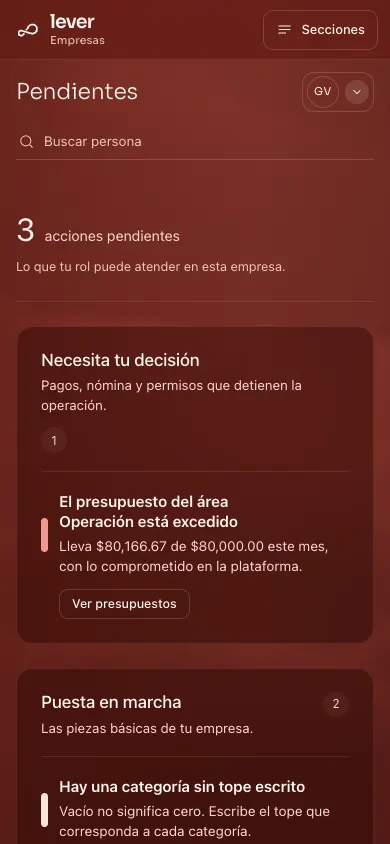 lever
Empresas
Secciones
Pendientes
GV
Buscar persona
3 acciones pendientes
Lo que tu rol puede atender en esta empresa.
Necesita tu decisión
Pagos, nómina y permisos que detienen la
operación.
1
El presupuesto del área
Operación está excedido
Lleva $80,166.67 de $80,000.00 este mes,
con lo comprometido en la plataforma.
Ver presupuestos
Puesta en marcha
2
Las piezas básicas de tu empresa.
Hay una categoría sin tope escrito
Vacío no significa cero. Escribe el tope que
corresponda a cada categoría.